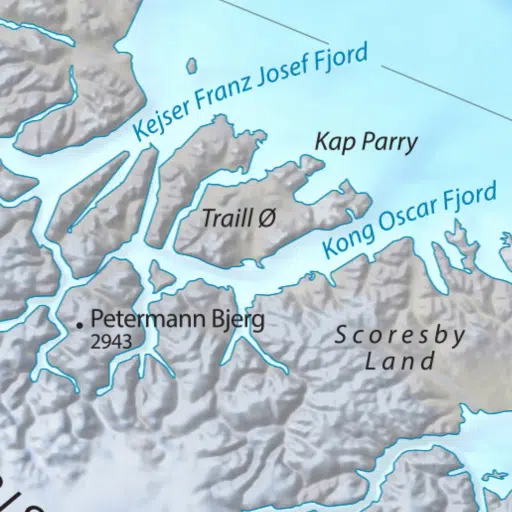 Kejser Franz Josef Fjord
Kap Parry
Traill Ø
Kong Oscar Fjord
Petermann Bjerg
2943
Scoresby
Land